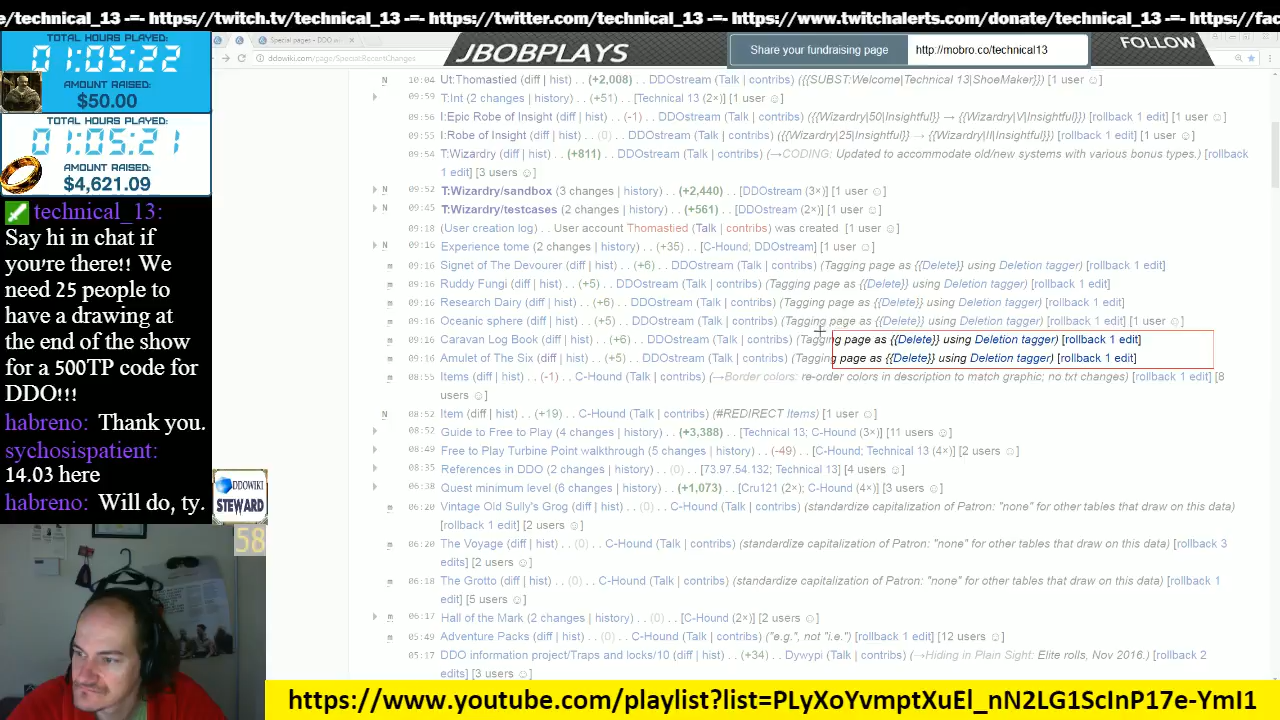 e/technical_13 -=- https://twitch.tv/technical_13 -=- https://twitter.com/technical_13 -=- https://www.twitchalerts.com/donate/technical_13 -=- https://fac
TOTAL HOURS PLAYED:
01:05:22
AMOUNT RAISED:
$50.00
TOTAL HOURS PLAYED:
01:05:21
AMOUNT RAISED:
$4,621.09
technical_13:
Say hi in chat if
you're there!! We
need 25 people to
have a drawing at
the end of the show
for a 500TP code for
DDO!!!
habreno: Thank you.
sychosispatient:
14.03 here
habreno: Will do, ty.
DDOWIKI
STEWARD
58
JBOBPLAYS
Share your fundraising page
http://mobro.co/technical13
FOLLOW
ddowiki.com/page/Special:RecentChanges
N 10:04 Ut:Thomastied (diff | hist) . . (+2,008) . . DDOstream (Talk | contribs) ({{SUBST:Welcome|Technical 13|ShoeMaker}}) [1 user ☺]
09:59 T:Int (2 changes | history) . . (+51) . . [Technical 13 (2×)] [1 user ☺]
09:56 I:Epic Robe of Insight (diff | hist) . . (-1) . . DDOstream (Talk | contribs) ({{Wizardry|50|Insightful}} → {{Wizardry|V|Insightful}}) [rollback 1 edit] [1 user ☺]
09:55 I:Robe of Insight (diff | hist) . . (0) . . DDOstream (Talk | contribs) ({{Wizardry|25|Insightful}} → {{Wizardry|II|Insightful}}) [rollback 1 edit] [1 user ☺]
09:54 T:Wizardry (diff | hist) . . (+811) . . DDOstream (Talk | contribs) (→CODING: Updated to accommodate old/new systems with various bonus types.) [rollback
1 edit] [3 users ☺]
N 09:52 T:Wizardry/sandbox (3 changes | history) . . (+2,440) . . [DDOstream (3×)] [1 user ☺]
N 09:45 T:Wizardry/testcases (2 changes | history) . . (+561) . . [DDOstream (2×)] [1 user ☺]
09:18 (User creation log) . . User account Thomastied (Talk | contribs) was created [1 user ☺]
N 09:16 Experience tome (2 changes | history) . . (+35) . . [C-Hound; DDOstream] [1 user ☺]
m 09:16 Signet of The Devourer (diff | hist) . . (+6) . . DDOstream (Talk | contribs) (Tagging page as {{Delete}} using Deletion tagger) [rollback 1 edit]
m 09:16 Ruddy Fungi (diff | hist) . . (+5) . . DDOstream (Talk | contribs) (Tagging page as {{Delete}} using Deletion tagger) [rollback 1 edit]
m 09:16 Research Dairy (diff | hist) . . (+6) . . DDOstream (Talk | contribs) (Tagging page as {{Delete}} using Deletion tagger) [rollback 1 edit]
m 09:16 Oceanic sphere (diff | hist) . . (+5) . . DDOstream (Talk | contribs) (Tagging page as {{Delete}} using Deletion tagger) [rollback 1 edit] [1 user ☺]
m 09:16 Caravan Log Book (diff | hist) . . (+6) . . DDOstream (Talk | contribs) (Tagging page as {{Delete}} using Deletion tagger) [rollback 1 edit]
m 09:16 Amulet of The Six (diff | hist) . . (+5) . . DDOstream (Talk | contribs) (Tagging page as {{Delete}} using Deletion tagger) [rollback 1 edit]
m 08:55 Items (diff | hist) . . (-1) . . C-Hound (Talk | contribs) (→Border colors: re-order colors in description to match graphic; no txt changes) [rollback 1 edit] [8
users ☺]
N 08:52 Item (diff | hist) . . (+19) . . C-Hound (Talk | contribs) (#REDIRECT Items) [1 user ☺]
m 08:52 Guide to Free to Play (4 changes | history) . . (+3,388) . . [Technical 13; C-Hound (3×)] [11 users ☺]
m 08:49 Free to Play Turbine Point walkthrough (5 changes | history) . . (-49) . . [C-Hound; Technical 13 (4×)] [2 users ☺]
m 08:35 References in DDO (2 changes | history) . . (0) . . [73.97.54.132; Technical 13] [4 users ☺]
m 06:38 Quest minimum level (6 changes | history) . . (+1,073) . . [Cru121 (2×); C-Hound (4×)] [3 users ☺]
m 06:20 Vintage Old Sully's Grog (diff | hist) . . (0) . . C-Hound (Talk | contribs) (standardize capitalization of Patron: "none" for other tables that draw on this data)
[rollback 1 edit] [2 users ☺]
m 06:20 The Voyage (diff | hist) . . (0) . . C-Hound (Talk | contribs) (standardize capitalization of Patron: "none" for other tables that draw on this data) [rollback 3
edits] [2 users ☺]
m 06:18 The Grotto (diff | hist) . . (0) . . C-Hound (Talk | contribs) (standardize capitalization of Patron: "none" for other tables that draw on this data) [rollback 1
edit] [5 users ☺]
m 06:17 Hall of the Mark (2 changes | history) . . (0) . . [C-Hound (2×)] [2 users ☺]
m 05:49 Adventure Packs (diff | hist) . . (0) . . C-Hound (Talk | contribs) ("e.g.", not "i.e.") [rollback 1 edit] [12 users ☺]
m 05:17 DDO information project/Traps and locks/10 (diff | hist) . . (+34) . . Dywypi (Talk | contribs) (→Hiding in Plain Sight: Elite rolls, Nov 2016.) [rollback 2
edits] [3 users ☺]
https://www.youtube.com/playlist?list=PLyXoYvmptXuEl_nN2LG1ScInP17e-YmI1